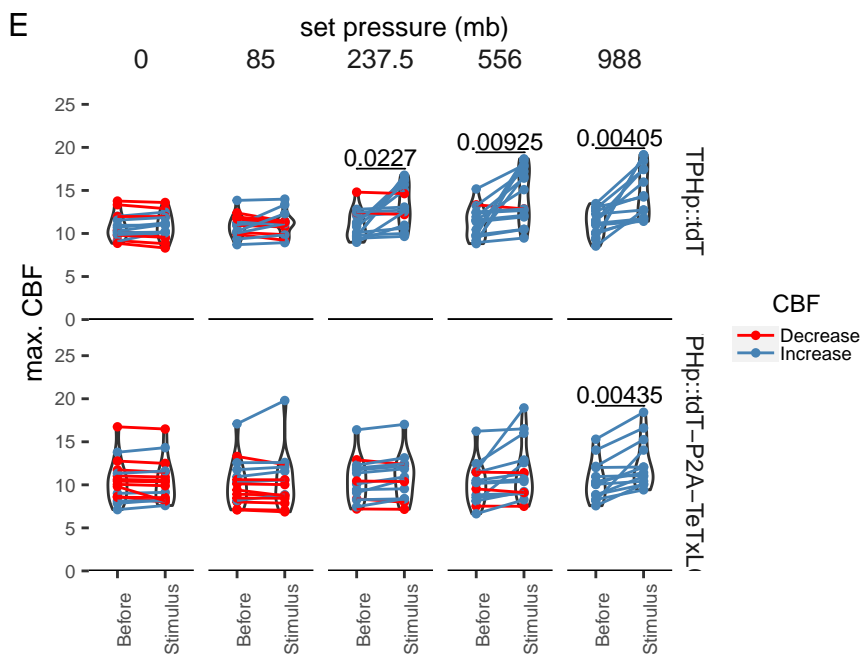 E
set pressure (mb)
0 85 237.5 556 988
max. CBF
25
20
15
10
5
0
0.0227
0.00925
0.00405
TPHp::tdT
25
20
15
10
5
0
0.00435
PHp::tdT−P2A−TeTxL
CBF
Decrease
Increase
Before Stimulus Before Stimulus Before Stimulus Before Stimulus Before Stimulus